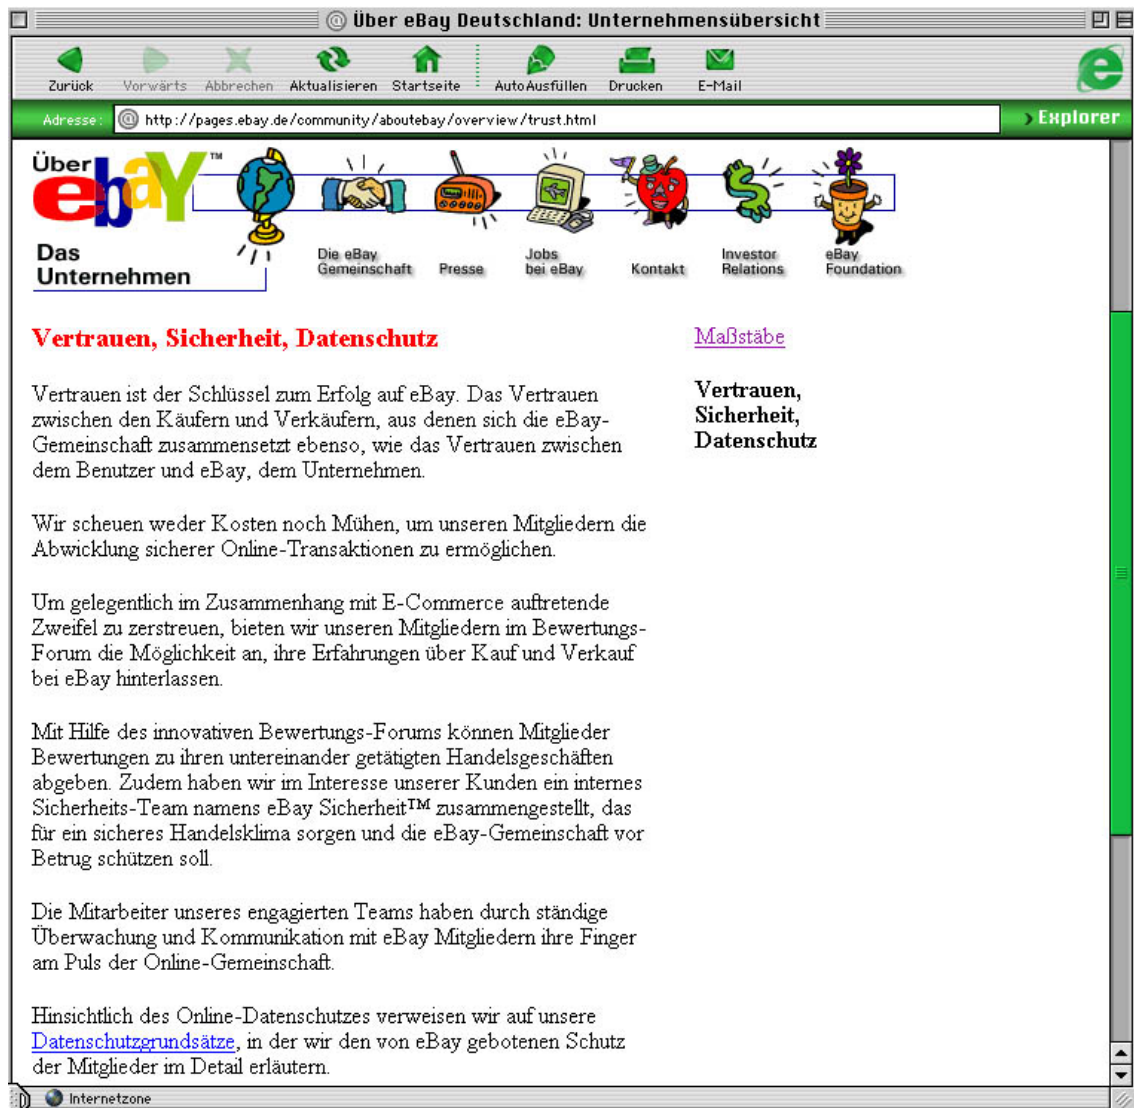 Über eBay Deutschland: Unternehmensübersicht
Zurück Vorwärts Abbrechen Aktualisieren Startseite AutoAusfüllen Drucken E-Mail
Adresse: http://pages.ebay.de/community/aboutebay/overview/trust.html Explorer
Über
ebaY™
Das
Unternehmen
Die eBay
Gemeinschaft
Presse
Jobs
bei eBay
Kontakt
Investor
Relations
eBay
Foundation
Vertrauen, Sicherheit, Datenschutz
Vertrauen ist der Schlüssel zum Erfolg auf eBay. Das Vertrauen
zwischen den Käufern und Verkäufern, aus denen sich die eBay-
Gemeinschaft zusammensetzt ebenso, wie das Vertrauen zwischen
dem Benutzer und eBay, dem Unternehmen.
Wir scheuen weder Kosten noch Mühen, um unseren Mitgliedern die
Abwicklung sicherer Online-Transaktionen zu ermöglichen.
Um gelegentlich im Zusammenhang mit E-Commerce auftretende
Zweifel zu zerstreuen, bieten wir unseren Mitgliedern im Bewertungs-
Forum die Möglichkeit an, ihre Erfahrungen über Kauf und Verkauf
bei eBay hinterlassen.
Mit Hilfe des innovativen Bewertungs-Forums können Mitglieder
Bewertungen zu ihren untereinander getätigten Handelsgeschäften
abgeben. Zudem haben wir im Interesse unserer Kunden ein internes
Sicherheits-Team namens eBay Sicherheit™ zusammengestellt, das
für ein sicheres Handelsklima sorgen und die eBay-Gemeinschaft vor
Betrug schützen soll.
Die Mitarbeiter unseres engagierten Teams haben durch ständige
Überwachung und Kommunikation mit eBay Mitgliedern ihre Finger
am Puls der Online-Gemeinschaft.
Hinsichtlich des Online-Datenschutzes verweisen wir auf unsere
Datenschutzgrundsätze, in der wir den von eBay gebotenen Schutz
der Mitglieder im Detail erläutern.
Maßstäbe
Vertrauen,
Sicherheit,
Datenschutz
Internetzone